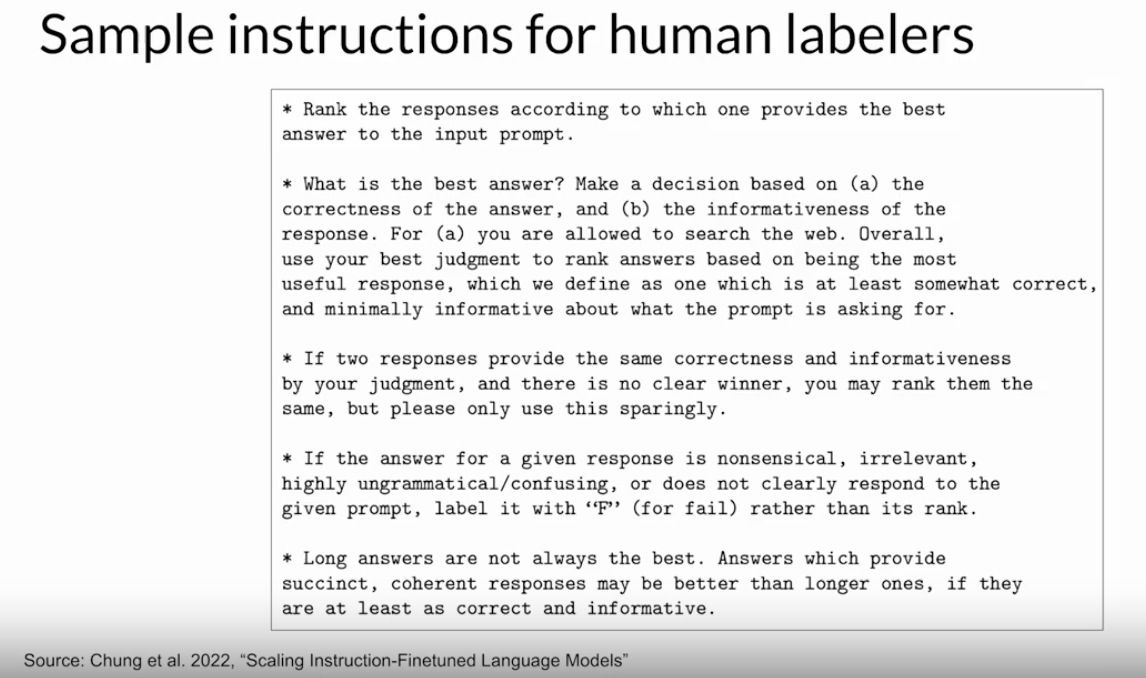 Sample instructions for human labelers
* Rank the responses according to which one provides the best
answer to the input prompt.
* What is the best answer? Make a decision based on (a) the
correctness of the answer, and (b) the informativeness of the
response. For (a) you are allowed to search the web. Overall,
use your best judgment to rank answers based on being the most
useful response, which we define as one which is at least somewhat correct,
and minimally informative about what the prompt is asking for.
* If two responses provide the same correctness and informativeness
by your judgment, and there is no clear winner, you may rank them the
same, but please only use this sparingly.
* If the answer for a given response is nonsensical, irrelevant,
highly ungrammatical/confusing, or does not clearly respond to the
given prompt, label it with “F” (for fail) rather than its rank.
* Long answers are not always the best. Answers which provide
succinct, coherent responses may be better than longer ones, if they
are at least as correct and informative.
Source: Chung et al. 2022, “Scaling Instruction-Finetuned Language Models”